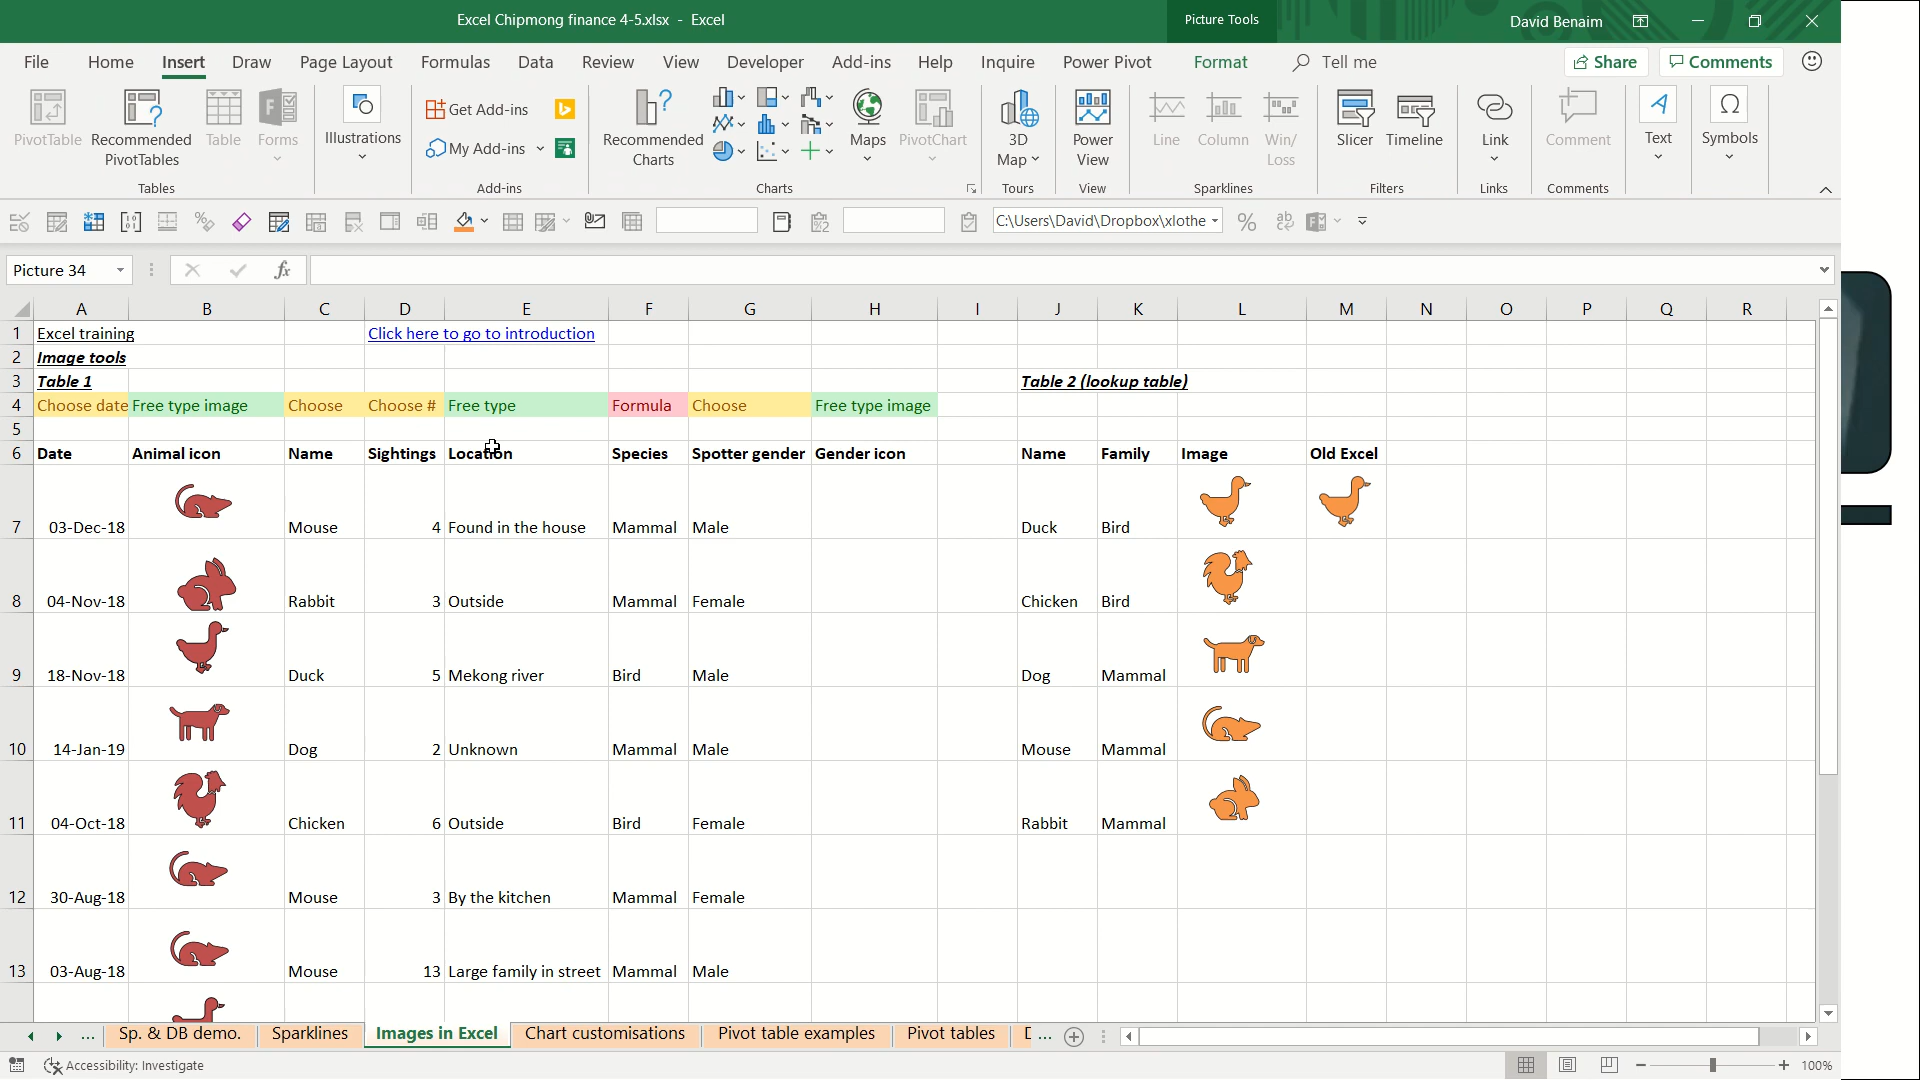 Excel Chipmong finance 4-5.xlsx - Excel
Picture Tools
David Benaim
File Home Insert Draw Page Layout Formulas Data Review View Developer Add-ins Help Inquire Power Pivot Format Tell me
Share Comments
PivotTable
Recommended PivotTables
Table
Forms
Illustrations
Get Add-ins
My Add-ins
Recommended Charts
Maps
PivotChart
3D Map
Power View
Line
Column
Win/ Loss
Slicer
Timeline
Link
Comment
Text
Symbols
Tables Add-ins Charts Tours View Sparklines Filters Links Comments
C:\Users\David\Dropbox\xlothe
Picture 34
fx
A B C D E F G H I J K L M N O P Q R
1 Excel training Click here to go to introduction
2 Image tools
3 Table 1 Table 2 (lookup table)
4 Choose date Free type image Choose Choose # Free type Formula Choose Free type image
5
6 Date Animal icon Name Sightings Location Species Spotter gender Gender icon Name Family Image Old Excel
7 03-Dec-18 Mouse 4 Found in the house Mammal Male Duck Bird
8 04-Nov-18 Rabbit 3 Outside Mammal Female Chicken Bird
9 18-Nov-18 Duck 5 Mekong river Bird Male Dog Mammal
10 14-Jan-19 Dog 2 Unknown Mammal Male Mouse Mammal
11 04-Oct-18 Chicken 6 Outside Bird Female Rabbit Mammal
12 30-Aug-18 Mouse 3 By the kitchen Mammal Female
13 03-Aug-18 Mouse 13 Large family in street Mammal Male
... Sp. & DB demo. Sparklines Images in Excel Chart customisations Pivot table examples Pivot tables ...
Accessibility: Investigate
100%